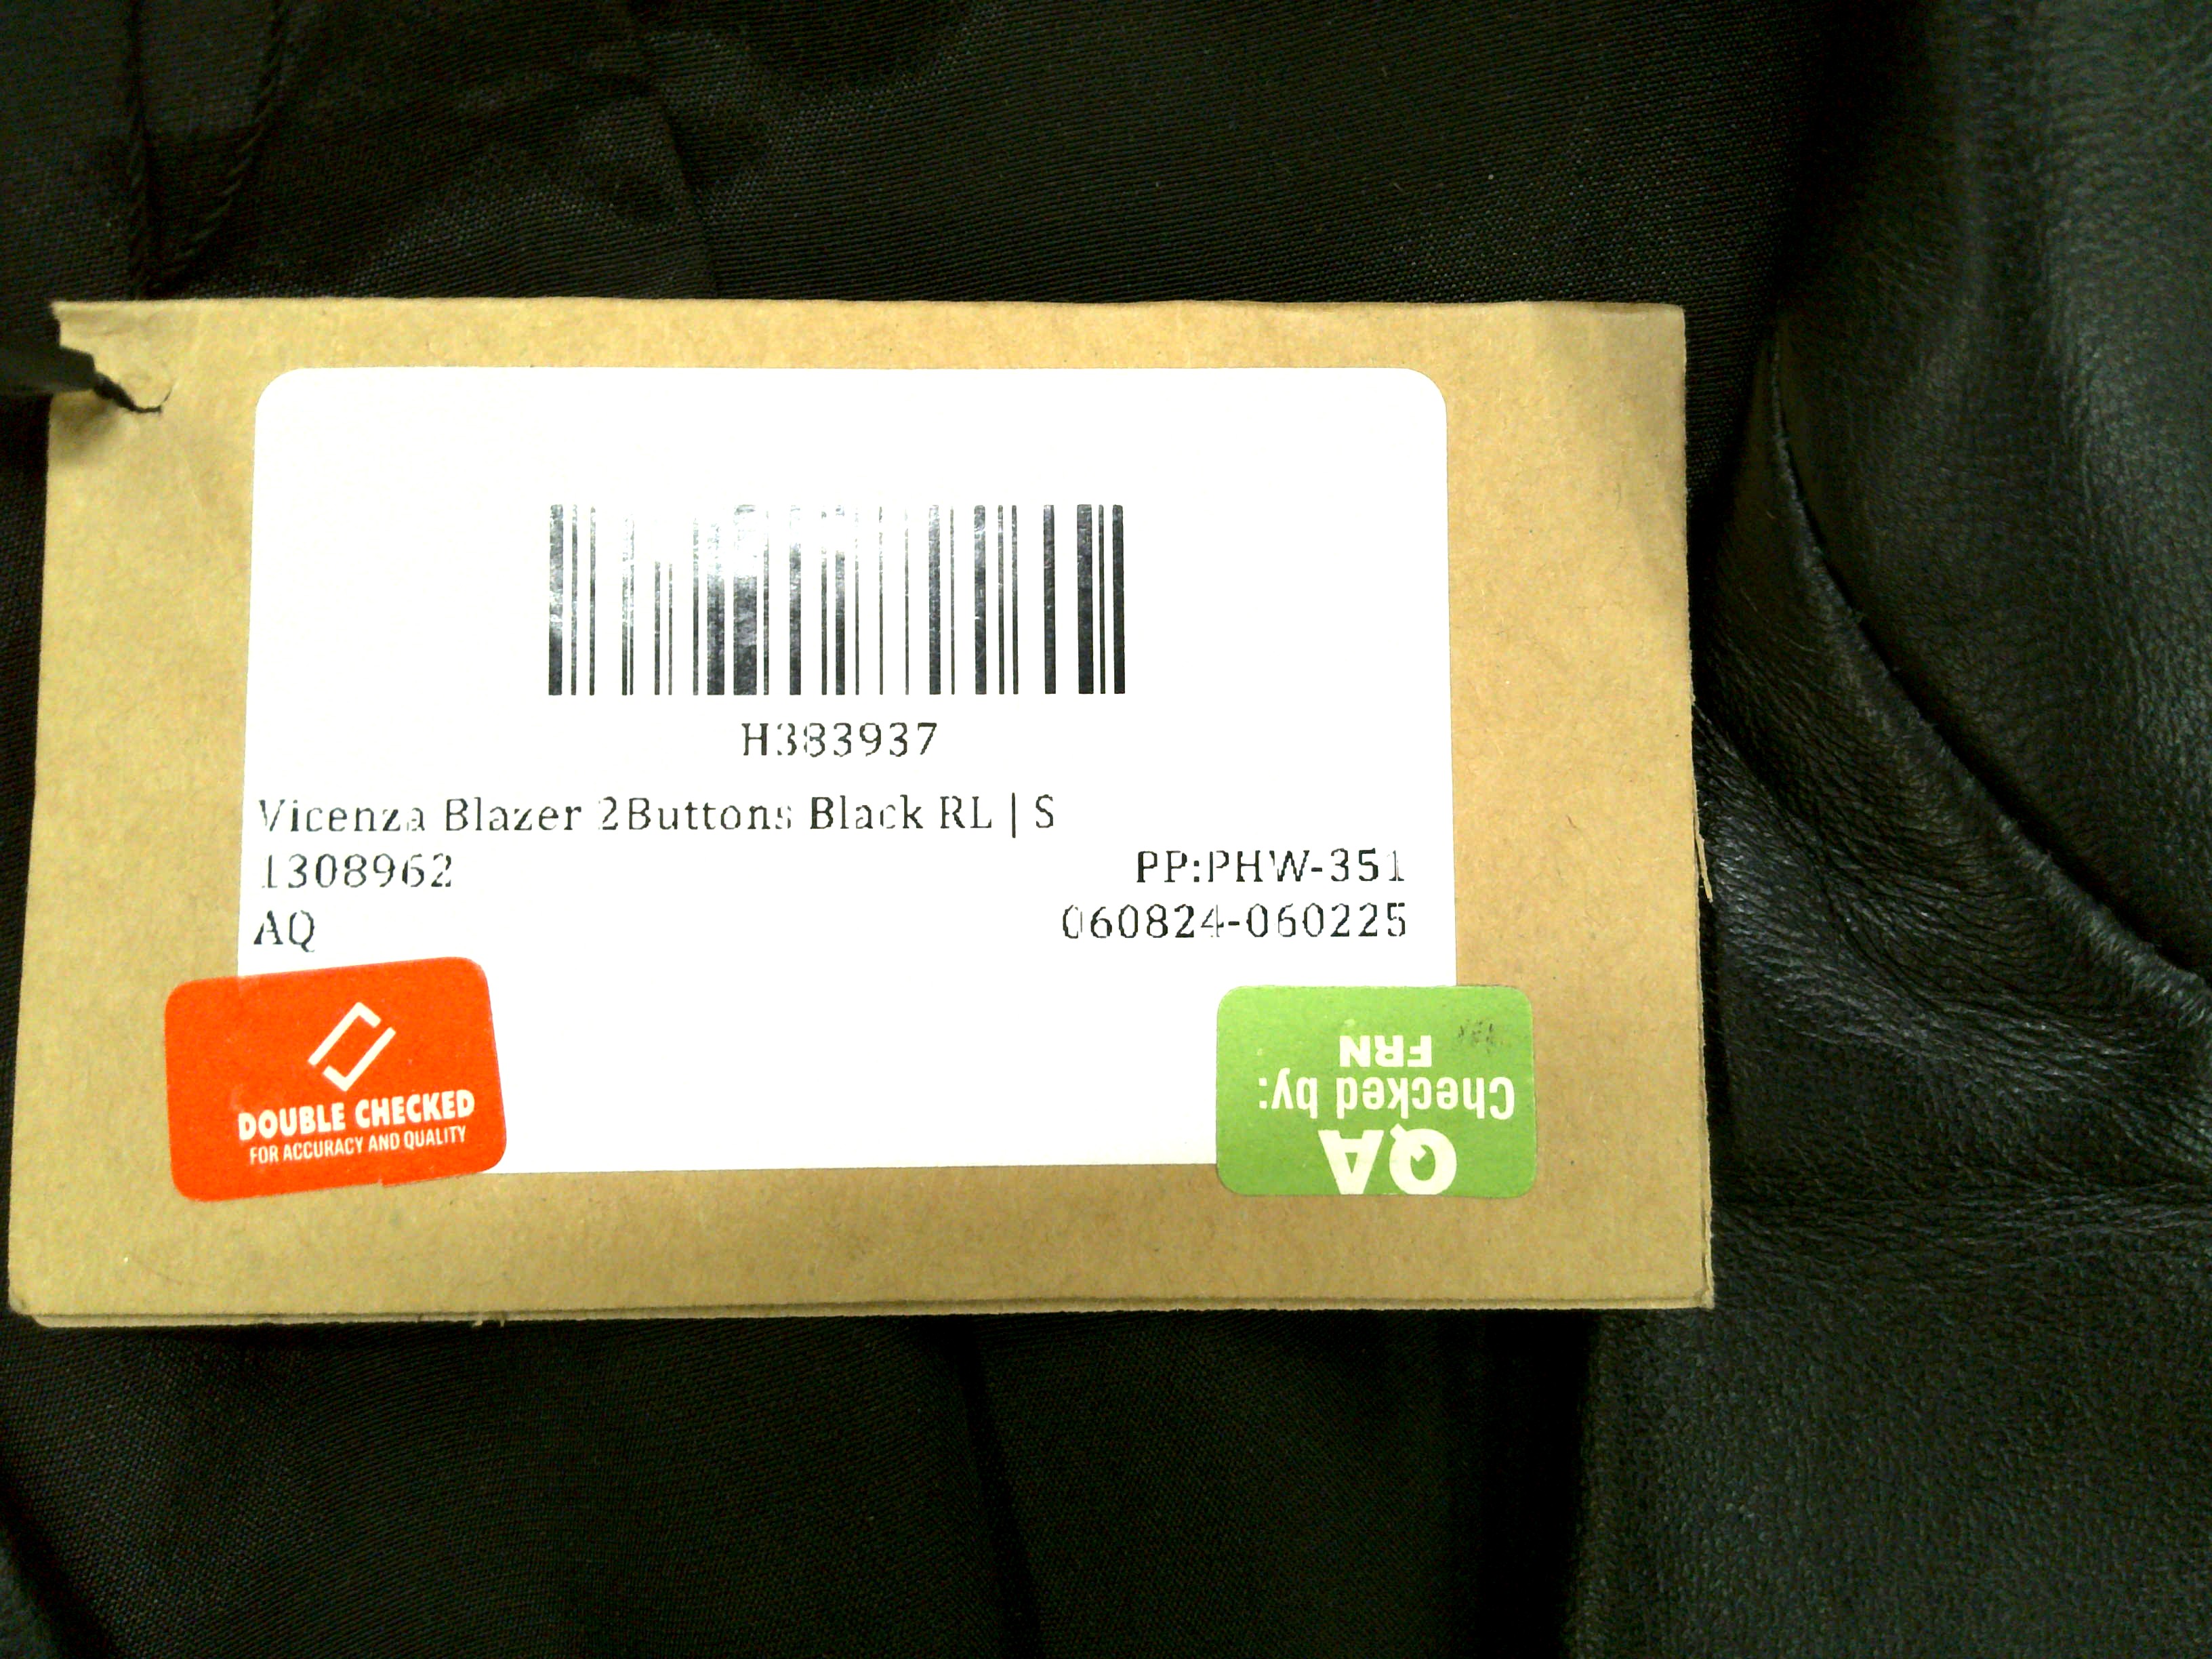 H383937
Vicenza Blazer 2Buttons Black RL | S
1308962
PP:PHW-351
AQ
060824-060225
DOUBLE CHECKED
FOR ACCURACY AND QUALITY
QA
Checked by:
FRN